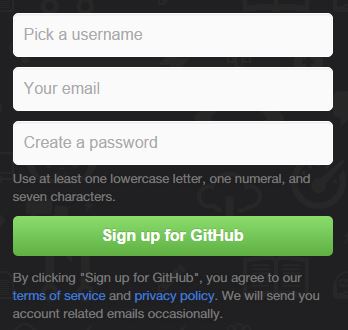 Pick a username
Your email
Create a password
Use at least one lowercase letter, one numeral, and
seven characters.
Sign up for GitHub
By clicking "Sign up for GitHub", you agree to our
terms of service and privacy policy. We will send you
account related emails occasionally.